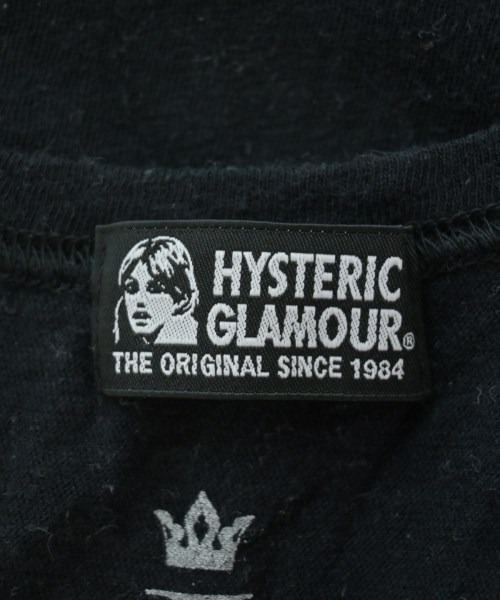 HYSTERIC
GLAMOUR®
THE ORIGINAL SINCE 1984